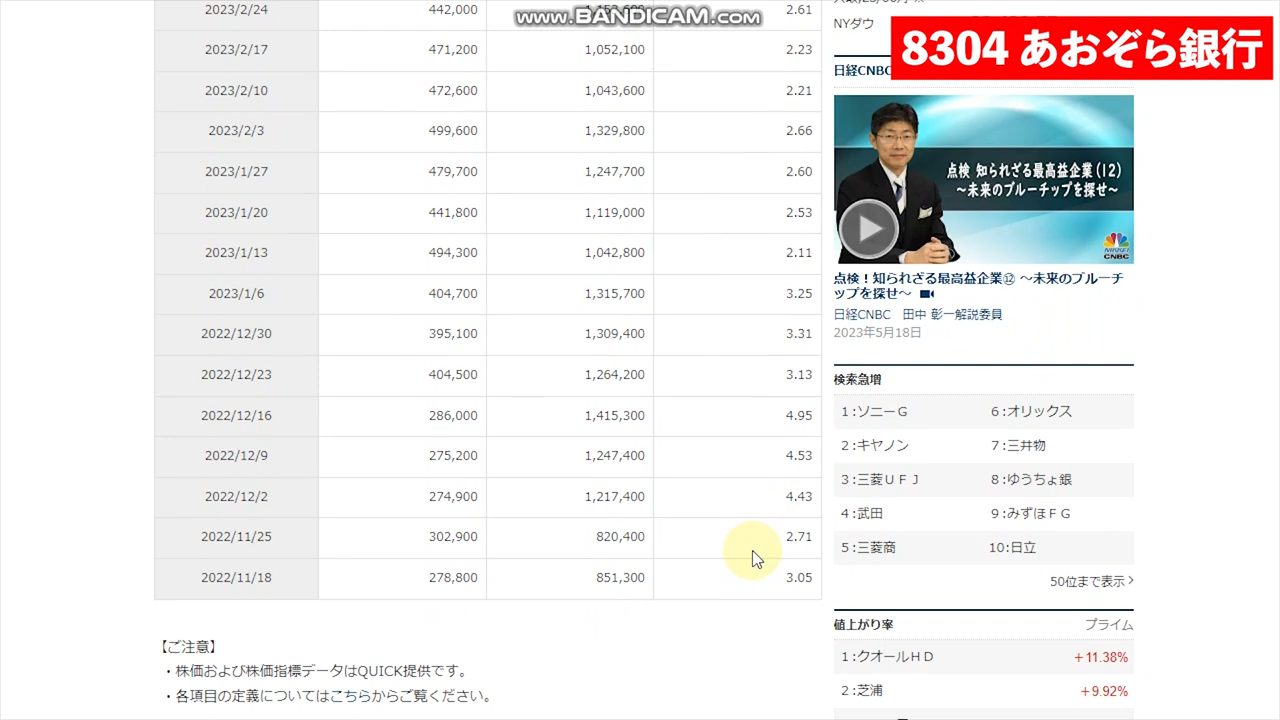 www.BANDICAM.com
8304 あおぞら銀行
2023/2/24 442,000 2.61
2023/2/17 471,200 1,052,100 2.23
2023/2/10 472,600 1,043,600 2.21
2023/2/3 499,600 1,329,800 2.66
2023/1/27 479,700 1,247,700 2.60
2023/1/20 441,800 1,119,000 2.53
2023/1/13 494,300 1,042,800 2.11
2023/1/6 404,700 1,315,700 3.25
2022/12/30 395,100 1,309,400 3.31
2022/12/23 404,500 1,264,200 3.13
2022/12/16 286,000 1,415,300 4.95
2022/12/9 275,200 1,247,400 4.53
2022/12/2 274,900 1,217,400 4.43
2022/11/25 302,900 820,400 2.71
2022/11/18 278,800 851,300 3.05
【ご注意】
・株価および株価指標データはQUICK提供です。
・各項目の定義についてはこちらからご覧ください。
NYダウ
日経CNBC
点検 知られざる最高益企業(12)
～未来のブルーチップを探せ～
NIKKEI
CNBC
点検！知られざる最高益企業⑫ ～未来のブルーチ
ップを探せ～
日経CNBC 田中 彰一解説委員
2023年5月18日
検索急増
1:ソニーG 6:オリックス
2:キヤノン 7:三井物
3:三菱ＵＦＪ 8:ゆうちょ銀
4:武田 9:みずほＦＧ
5:三菱商 10:日立
50位まで表示
値上がり率 プライム
1:クオールＨＤ +11.38%
2:芝浦 +9.92%